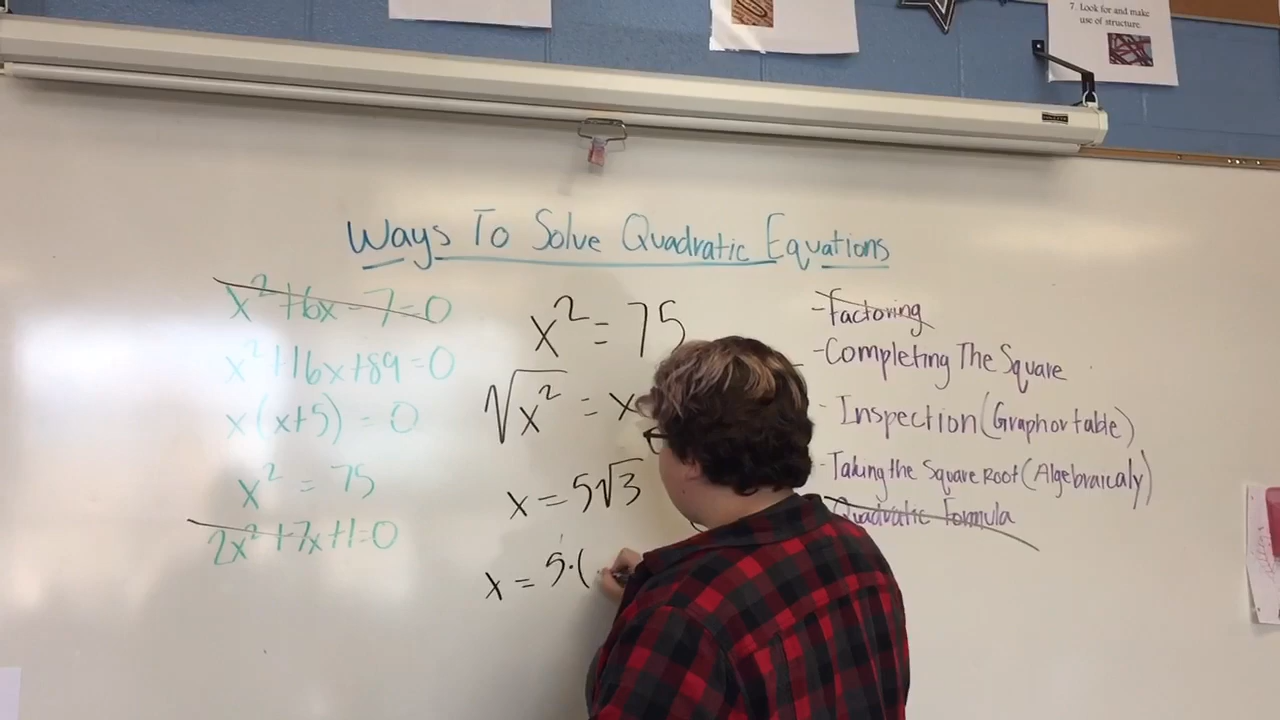 7. Look for and make
use of structure.
Ways To Solve Quadratic Equations
x²+6x-7=0
x²+16x+89=0
x(x+5)=0
x²=75
2x²+7x+1=0
x²=75
√x²=x
x=5√3
x=5·(
-Factoring
-Completing The Square
-Inspection(Graph or table)
-Taking the Square Root(Algebraicaly)
Quadratic Formula